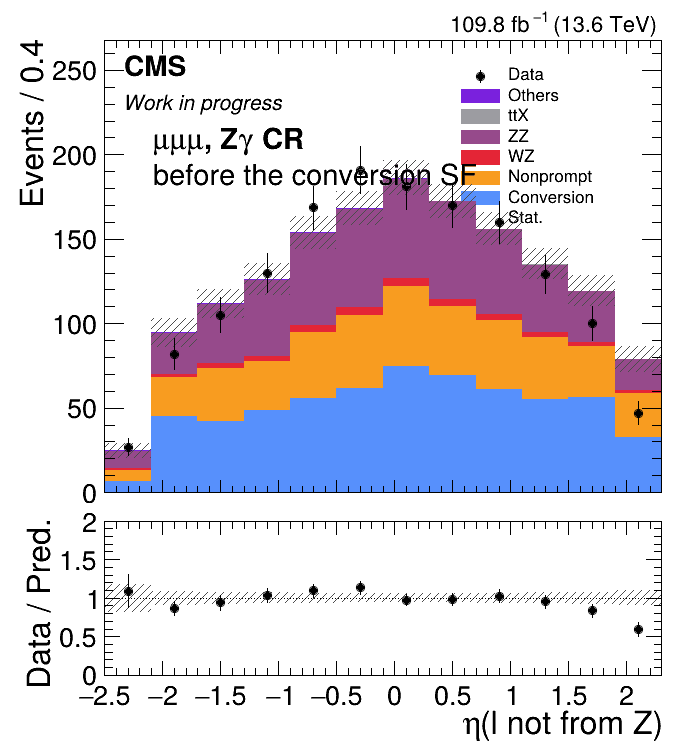 109.8 fb⁻¹ (13.6 TeV)
Events / 0.4
CMS
Work in progress
μμμ, Zγ CR
before the conversion SF
Data
Others
ttX
ZZ
WZ
Nonprompt
Conversion
Stat.
250
200
150
100
50
0
Data / Pred.
2
1.5
1
0.5
0
−2.5 −2 −1.5 −1 −0.5 0 0.5 1 1.5 2
η(l not from Z)